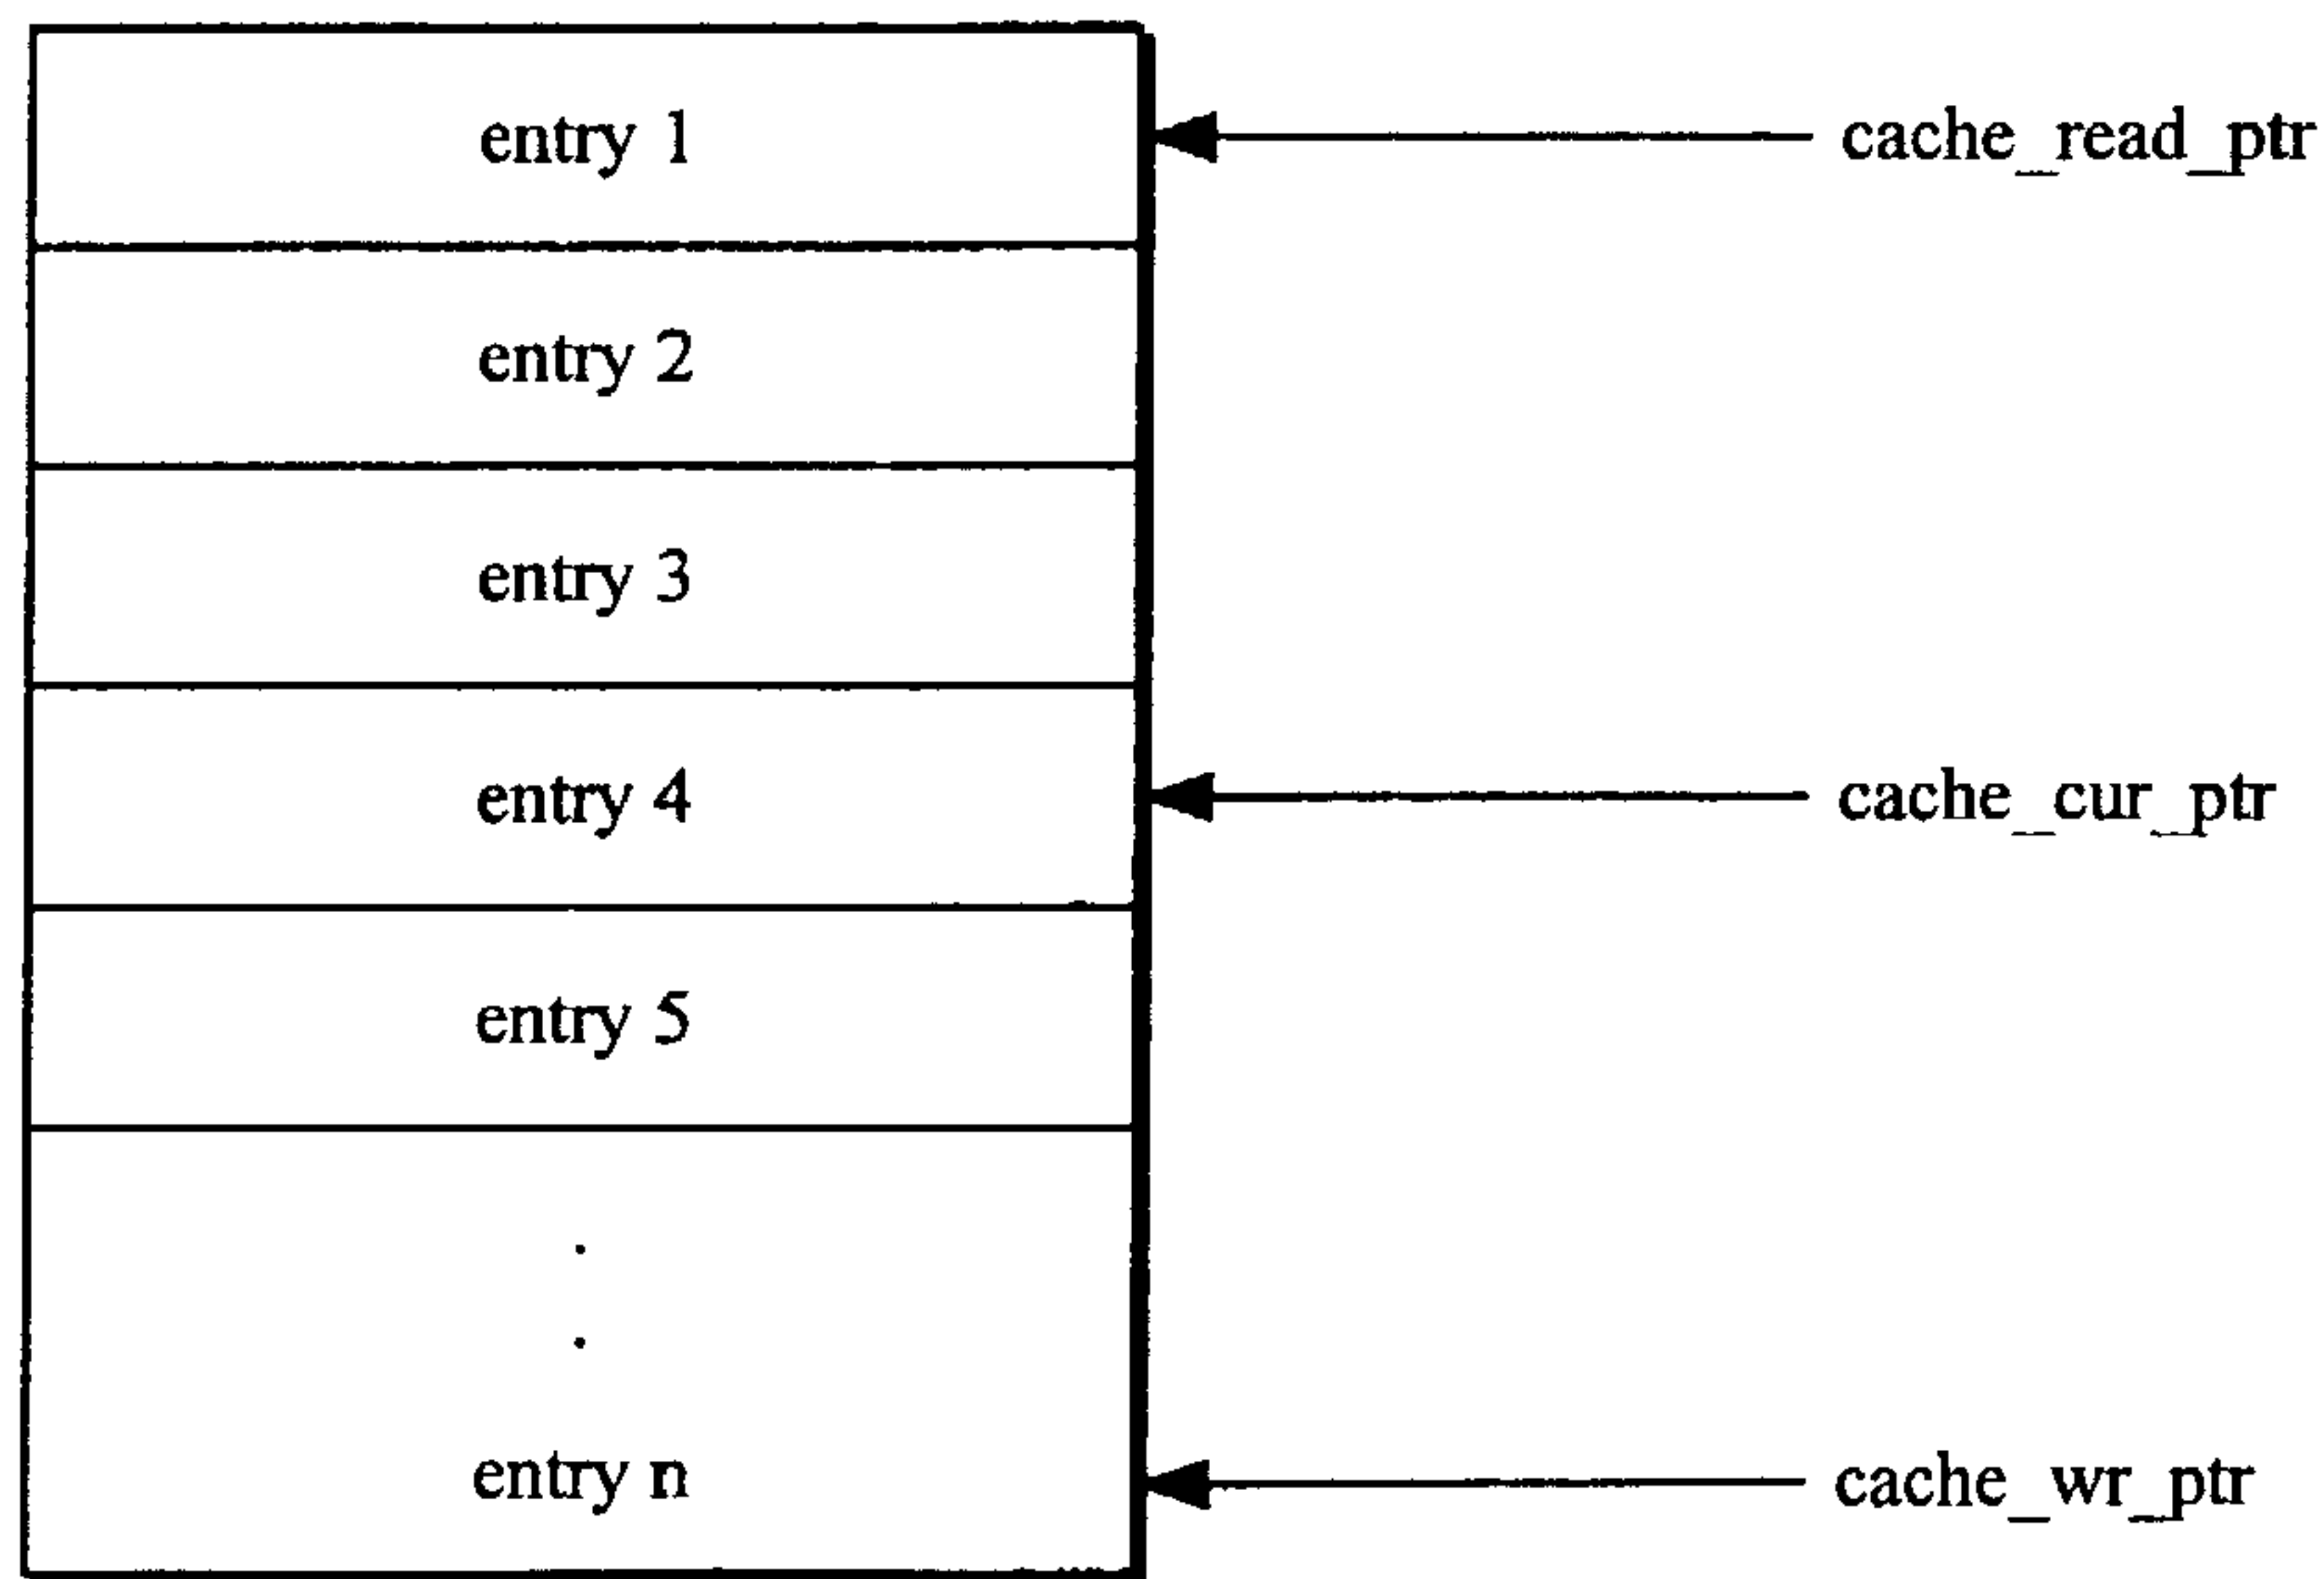 entry 1 cache_read_ptr
entry 2
entry 3
entry 4 cache_cur_ptr
entry 5
.
.
entry n cache_wr_ptr